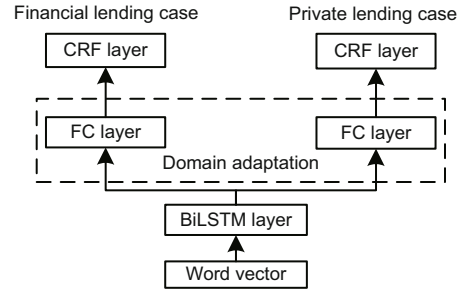 Financial lending case
Private lending case
CRF layer
CRF layer
FC layer
FC layer
Domain adaptation
BiLSTM layer
Word vector